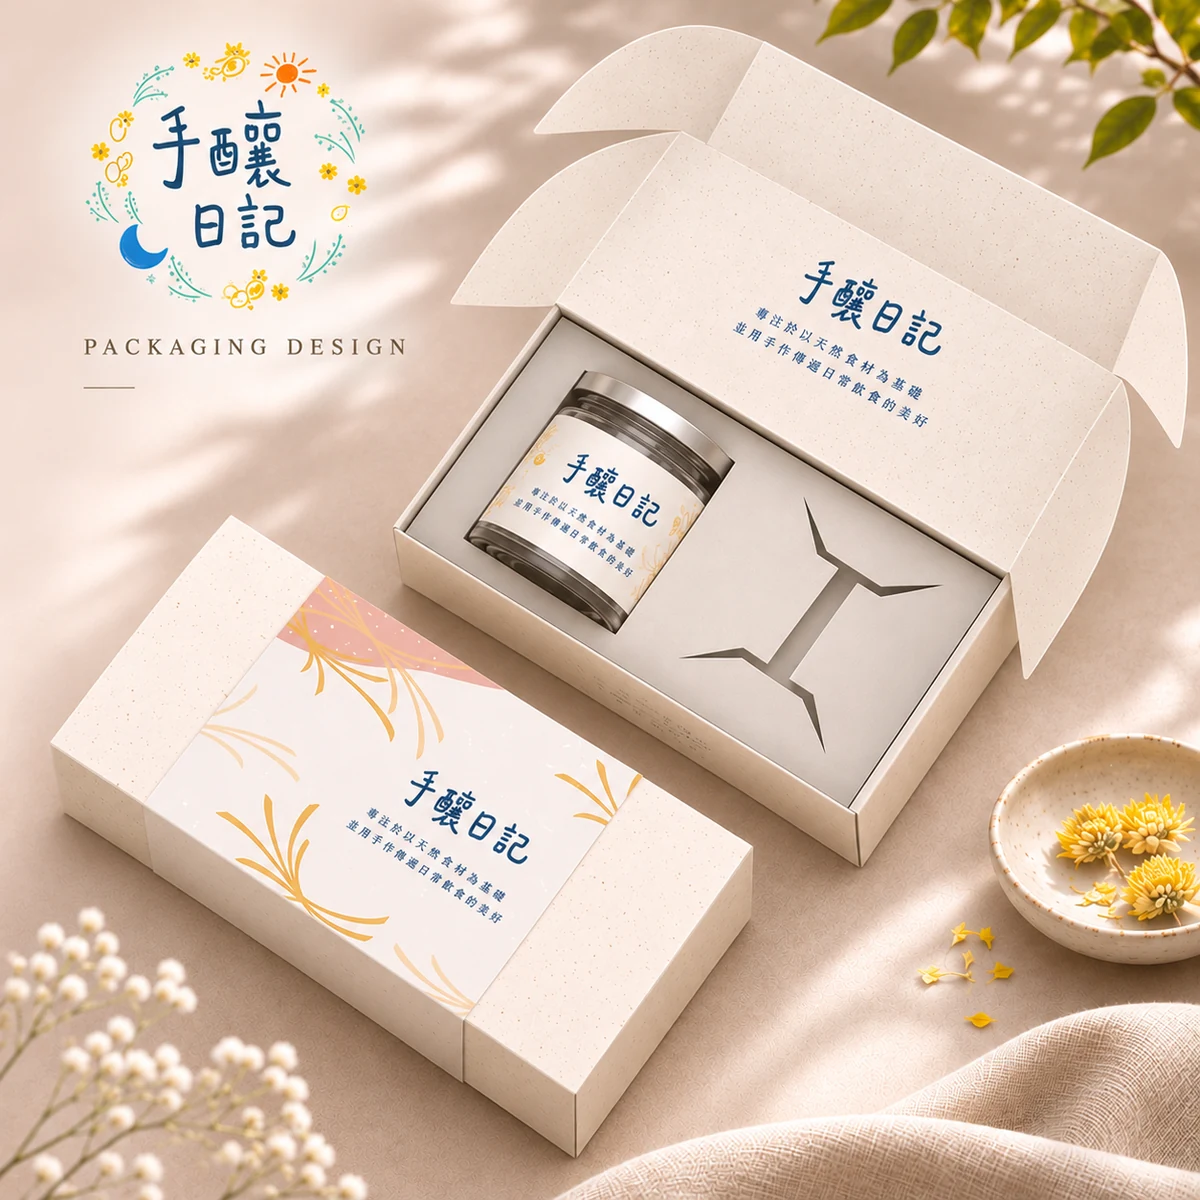 手釀
日記
PACKAGING DESIGN
手釀日記
專注於以天然食材為基礎
並用手作傳遞日常飲食的美好
手釀日記
專注於以天然食材為基礎
並用手作傳遞日常飲食的美好
手釀日記
專注於以天然食材為基礎
並用手作傳遞日常飲食的美好